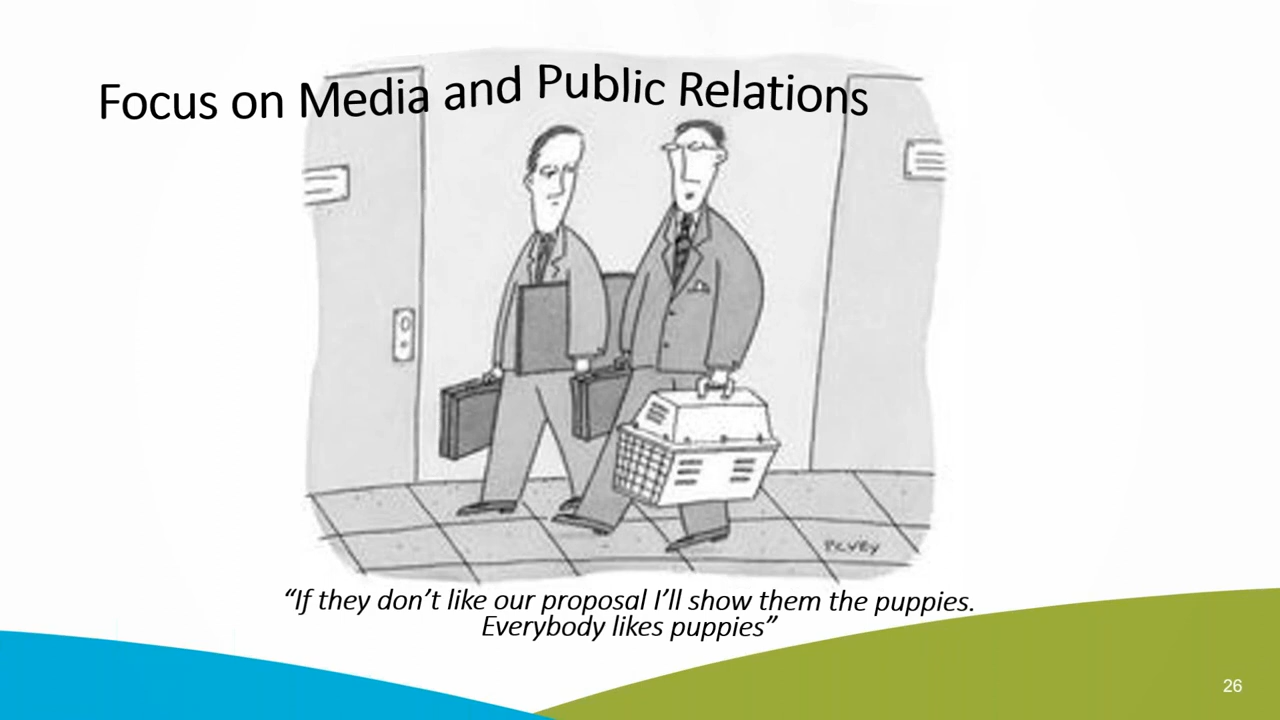 Focus on Media and Public Relations
P.C.VEY
“If they don’t like our proposal I’ll show them the puppies.
Everybody likes puppies”
26